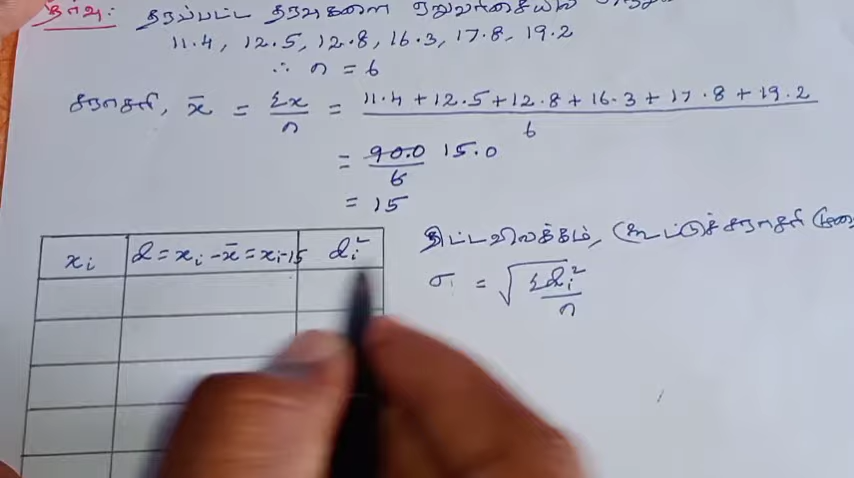 தீர்வு: தரப்பட்ட தரவுகளை ஏறுவரிசையில்
11.4, 12.5, 12.8, 16.3, 17.8, 19.2
∴ n = 6
சராசரி, x̄ = Σx/n = 11.4 + 12.5 + 12.8 + 16.3 + 17.8 + 19.2 / 6
= 90.0/6 15.0
= 15
xᵢ d = xᵢ - x̄ = xᵢ-15 dᵢ²
திட்டவிலக்கம், (கூட்டுச்சராசரி
σ = √Σdᵢ²/n